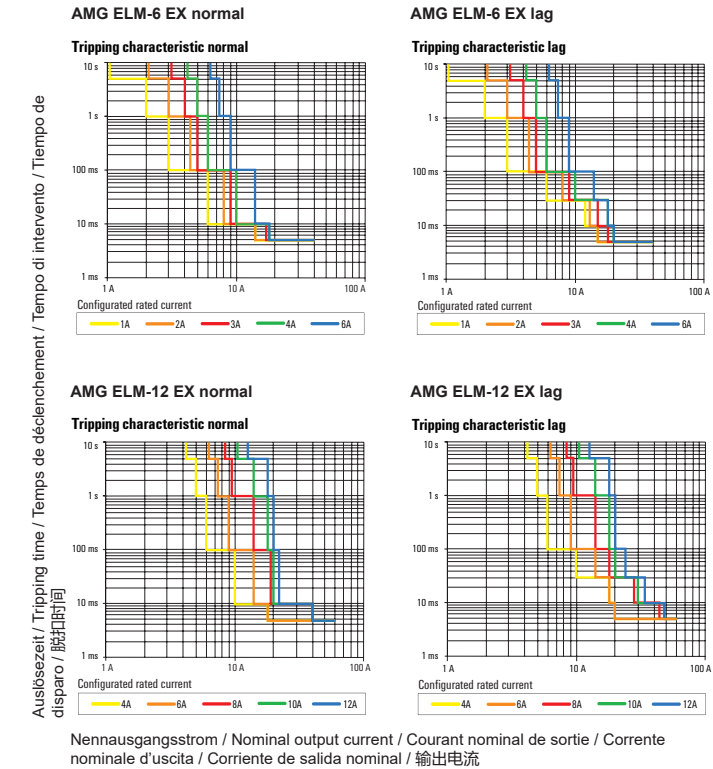 AMG ELM-6 EX normal
Tripping characteristic normal
10 s
1 s
100 ms
10 ms
1 ms
1 A
10 A
100 A
Configurated rated current
1A
2A
3A
4A
6A
AMG ELM-6 EX lag
Tripping characteristic lag
10 s
1 s
100 ms
10 ms
1 ms
1 A
10 A
100 A
Configurated rated current
1A
2A
3A
4A
6A
AMG ELM-12 EX normal
Tripping characteristic normal
10 s
1 s
100 ms
10 ms
1 ms
1 A
10 A
100 A
Configurated rated current
4A
6A
8A
10A
12A
AMG ELM-12 EX lag
Tripping characteristic lag
10 s
1 s
100 ms
10 ms
1 ms
1 A
10 A
100 A
Configurated rated current
4A
6A
8A
10A
12A
Auslösezeit / Tripping time / Temps de déclenchement / Tempo di intervento / Tiempo de
disparo / 脱扣时间
Nennausgangsstrom / Nominal output current / Courant nominal de sortie / Corrente
nominale d'uscita / Corriente de salida nominal / 输出电流